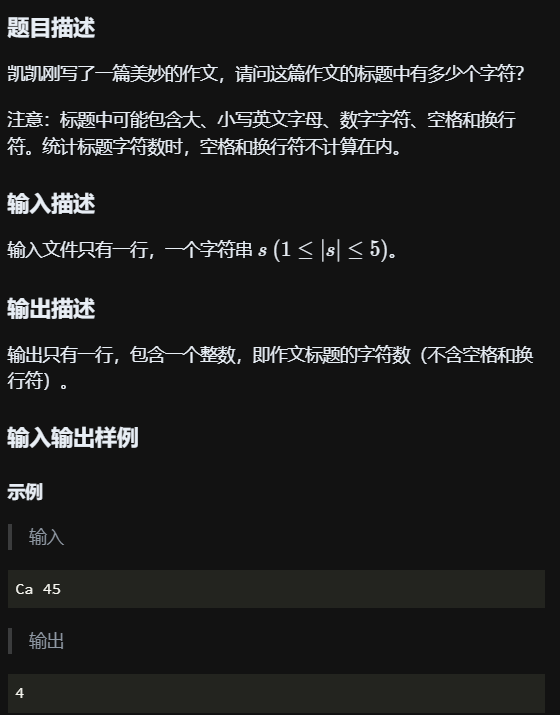 题目描述
凯凯刚写了一篇美妙的作文，请问这篇作文的标题中有多少个字符？
注意：标题中可能包含大、小写英文字母、数字字符、空格和换行
符。统计标题字符数时，空格和换行符不计算在内。
输入描述
输入文件只有一行，一个字符串 s (1 ≤ |s| ≤ 5)。
输出描述
输出只有一行，包含一个整数，即作文标题的字符数（不含空格和换
行符）。
输入输出样例
示例
输入
Ca 45
输出
4